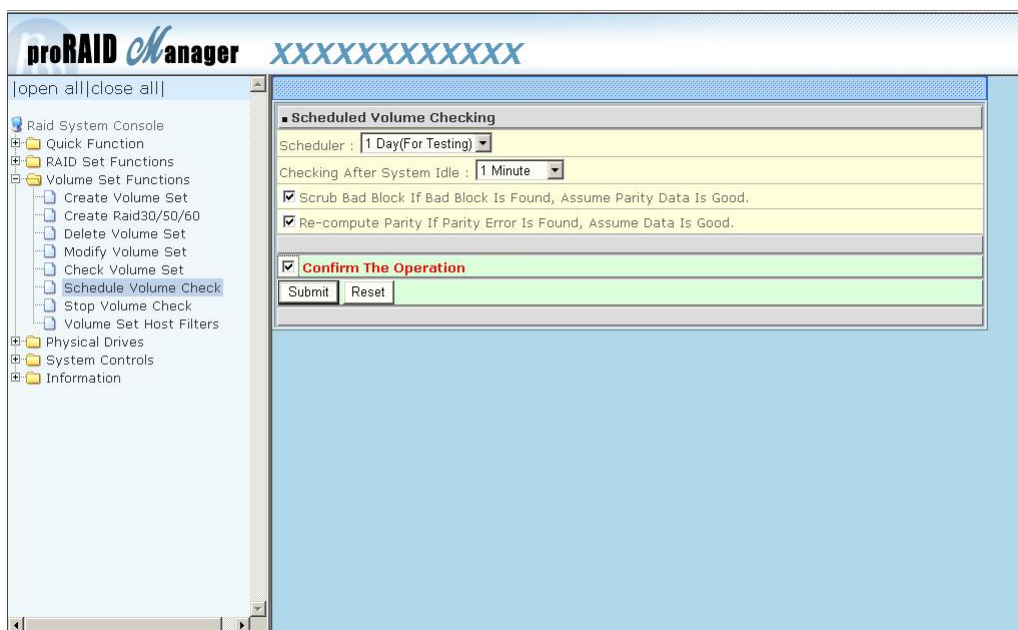 proRAID Manager XXXXXXXXXXXX
|open all|close all|
Raid System Console
Quick Function
RAID Set Functions
Volume Set Functions
Create Volume Set
Create Raid30/50/60
Delete Volume Set
Modify Volume Set
Check Volume Set
Schedule Volume Check
Stop Volume Check
Volume Set Host Filters
Physical Drives
System Controls
Information
Scheduled Volume Checking
Scheduler : 1 Day(For Testing)
Checking After System Idle : 1 Minute
Scrub Bad Block If Bad Block Is Found, Assume Parity Data Is Good.
Re-compute Parity If Parity Error Is Found, Assume Data Is Good.
Confirm The Operation
Submit Reset